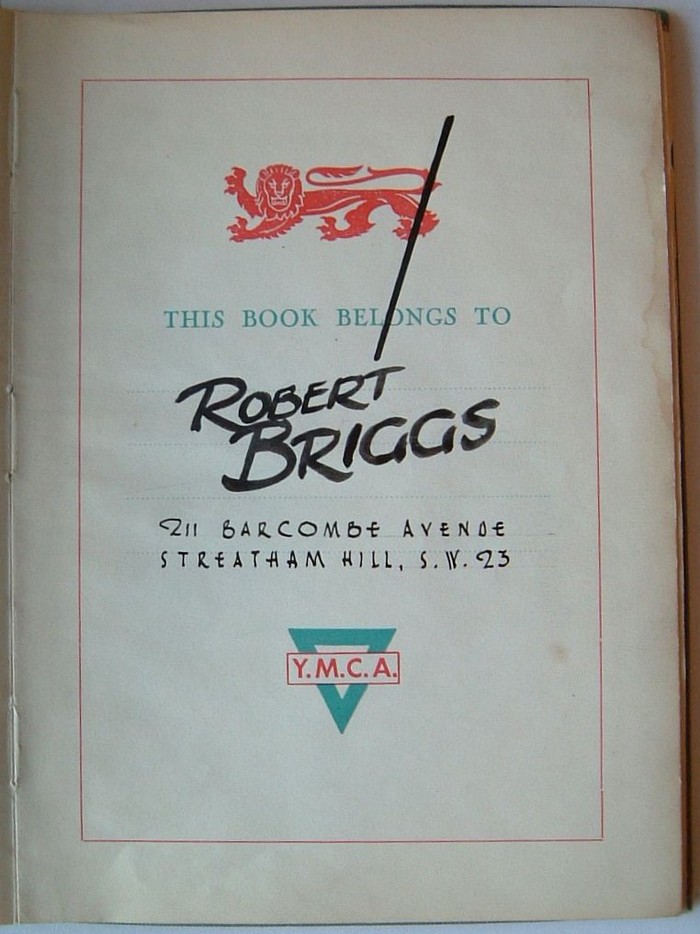 THIS BOOK BELONGS TO
ROBERT
BRIGGS
211 BARCOMBE AVENUE
STREATHAM HILL, S.W. 23
Y.M.C.A.